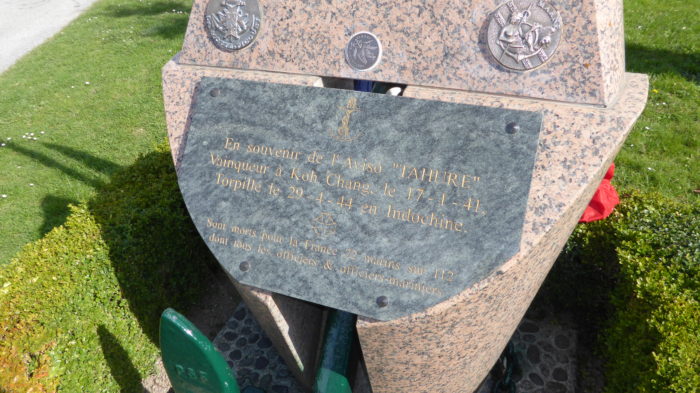 En souvenir de l'Aviso "TAHURE"
Vainqueur à Koh Chang, le 17-1-41,
Torpillé le 29-4-44 en Indochine.
Sont morts pour la France 72 marins sur 112
dont tous les officiers & officiers-mariniers